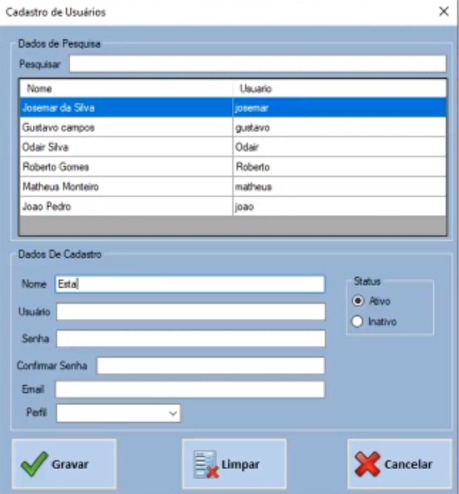 Cadastro de Usuários
Dados de Pesquisa
Pesquisar
Nome Usuario
Josemar da Silva josemar
Gustavo campos gustavo
Odair Silva Odair
Roberto Gomes Roberto
Matheus Monteiro matheus
Joao Pedro joao
Dados De Cadastro
Nome Esta
Status
Ativo
Usuário
Inativo
Senha
Confirmar Senha
Email
Perfil
Gravar Limpar Cancelar